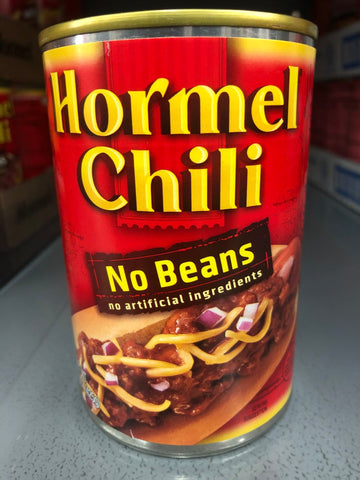 Hormel
Chili
No Beans
no artificial ingredients